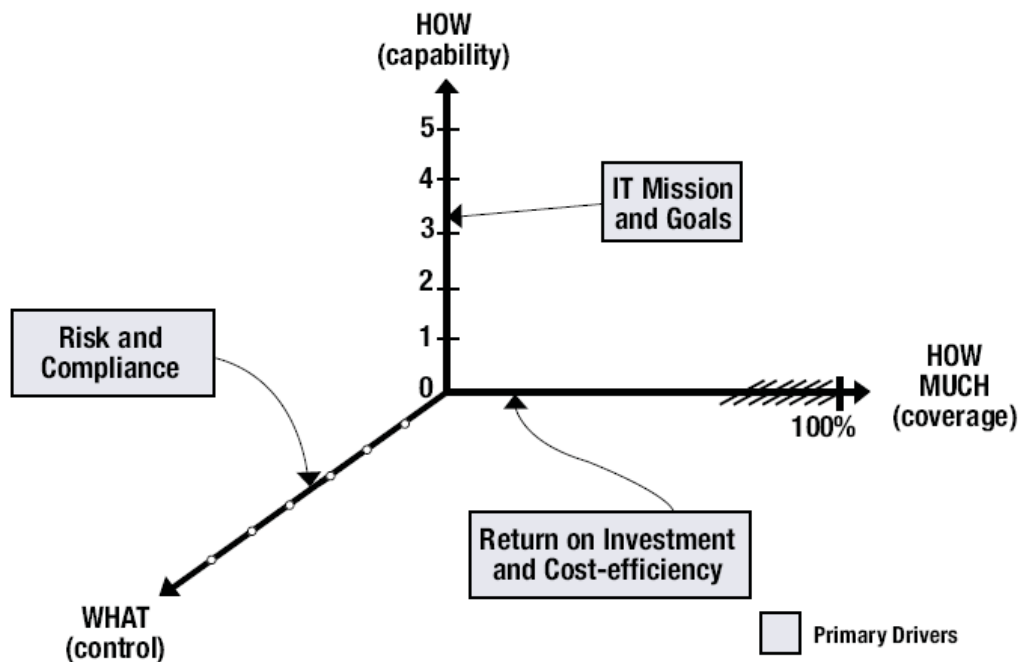 HOW
(capability)
5
4
3
2
1
0
IT Mission
and Goals
Risk and
Compliance
HOW
MUCH
(coverage)
100%
Return on Investment
and Cost-efficiency
WHAT
(control)
Primary Drivers